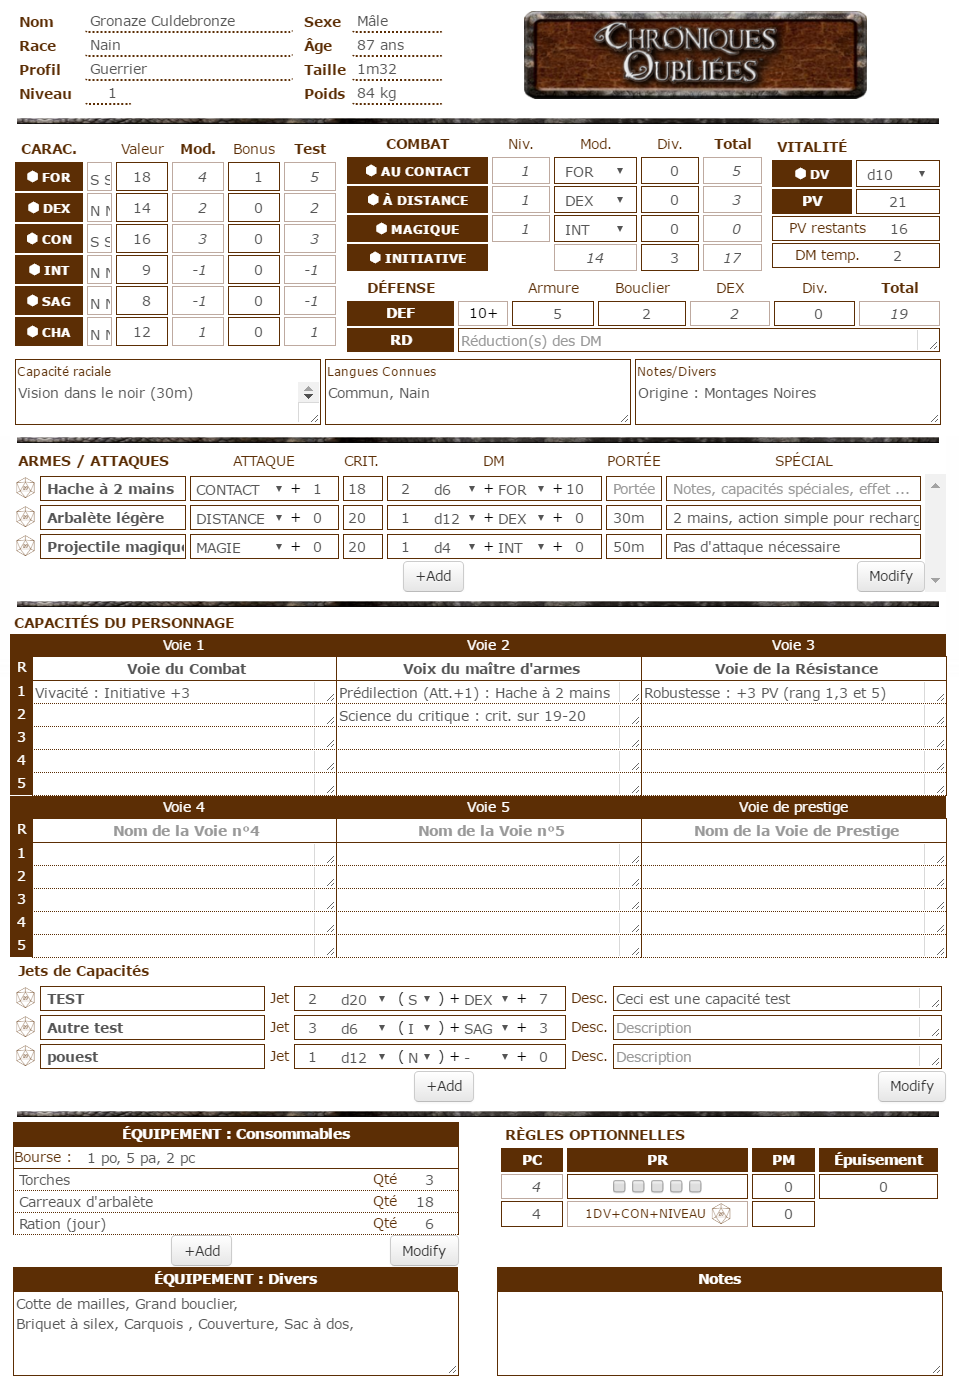 Nom Gronaze Culdebronze Sexe Mâle
Race Nain Âge 87 ans
Profil Guerrier Taille 1m32
Niveau 1 Poids 84 kg
CHRONIQUES OUBLIÉES
CARAC. Valeur Mod. Bonus Test
FOR S S 18 4 1 5
DEX N N 14 2 0 2
CON S S 16 3 0 3
INT N N 9 -1 0 -1
SAG N N 8 -1 0 -1
CHA N N 12 1 0 1
COMBAT Niv. Mod. Div. Total
AU CONTACT 1 FOR 0 5
À DISTANCE 1 DEX 0 3
MAGIQUE 1 INT 0 0
INITIATIVE 14 3 17
VITALITÉ
DV d10
PV 21
PV restants 16
DM temp. 2
DÉFENSE Armure Bouclier DEX Div. Total
DEF 10+ 5 2 2 0 19
RD Réduction(s) des DM
Capacité raciale
Vision dans le noir (30m)
Langues Connues
Commun, Nain
Notes/Divers
Origine : Montages Noires
ARMES / ATTAQUES ATTAQUE CRIT. DM PORTÉE SPÉCIAL
Hache à 2 mains CONTACT + 1 18 2 d6 + FOR + 10 Portée Notes, capacités spéciales, effet ...
Arbalète légère DISTANCE + 0 20 1 d12 + DEX + 0 30m 2 mains, action simple pour recharg
Projectile magiqu MAGIE + 0 20 1 d4 + INT + 0 50m Pas d'attaque nécessaire
+Add Modify
CAPACITÉS DU PERSONNAGE
Voie 1 Voie 2 Voie 3
R Voie du Combat Voix du maître d'armes Voie de la Résistance
1 Vivacité : Initiative +3 Prédilection (Att.+1) : Hache à 2 mains Robustesse : +3 PV (rang 1,3 et 5)
2 Science du critique : crit. sur 19-20
3
4
5
Voie 4 Voie 5 Voie de prestige
R Nom de la Voie n°4 Nom de la Voie n°5 Nom de la Voie de Prestige
1
2
3
4
5
Jets de Capacités
TEST Jet 2 d20 ( S ) + DEX + 7 Desc. Ceci est une capacité test
Autre test Jet 3 d6 ( I ) + SAG + 3 Desc. Description
pouest Jet 1 d12 ( N ) + - + 0 Desc. Description
+Add Modify
ÉQUIPEMENT : Consommables
Bourse : 1 po, 5 pa, 2 pc
Torches Qté 3
Carreaux d'arbalète Qté 18
Ration (jour) Qté 6
+Add Modify
RÈGLES OPTIONNELLES
PC PR PM Épuisement
4 0 0
4 1DV+CON+NIVEAU 0
ÉQUIPEMENT : Divers
Cotte de mailles, Grand bouclier,
Briquet à silex, Carquois , Couverture, Sac à dos,
Notes